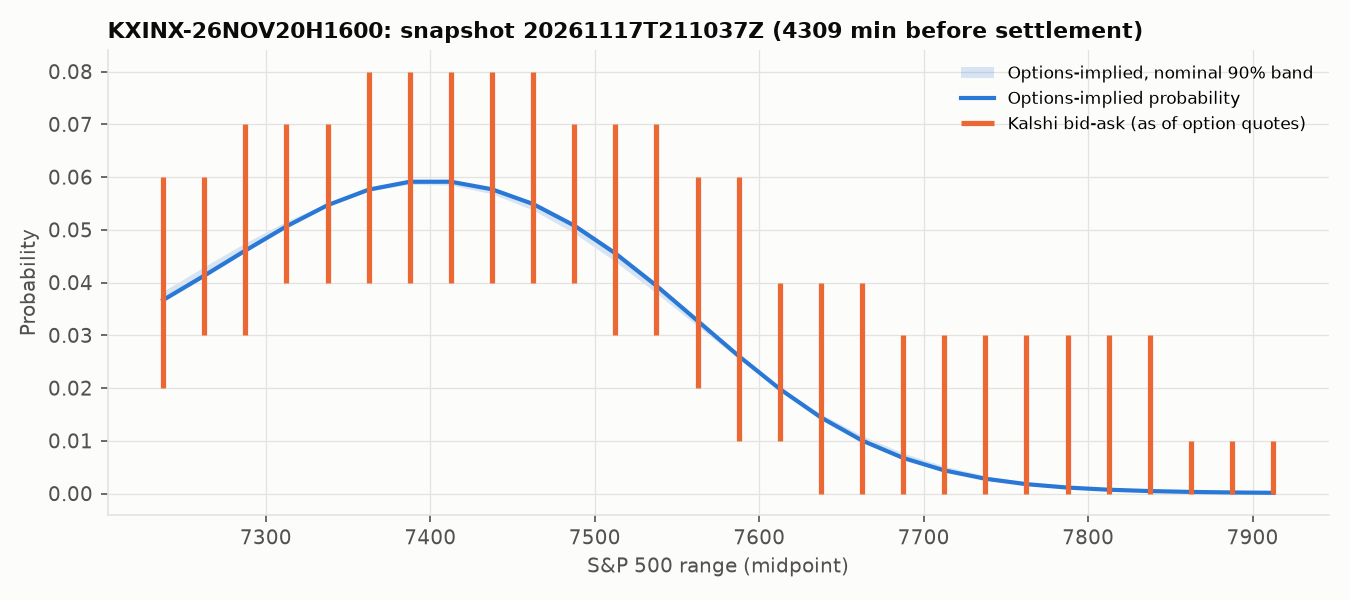 KXINX-26NOV20H1600: snapshot 20261117T211037Z (4309 min before settlement)
Options-implied, nominal 90% band
Options-implied probability
Kalshi bid-ask (as of option quotes)
Probability
0.08
0.07
0.06
0.05
0.04
0.03
0.02
0.01
0.00
7300 7400 7500 7600 7700 7800 7900
S&P 500 range (midpoint)